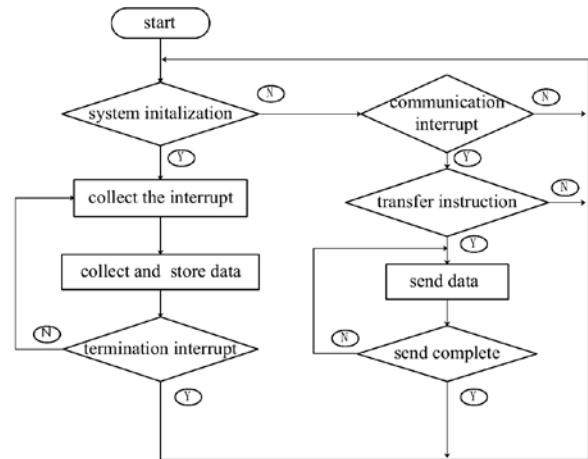 start
system initalization
N
communication
interrupt
N
Y
Y
collect the interrupt
transfer instruction
N
Y
collect and store data
send data
N
termination interrupt
N
send complete
Y
Y